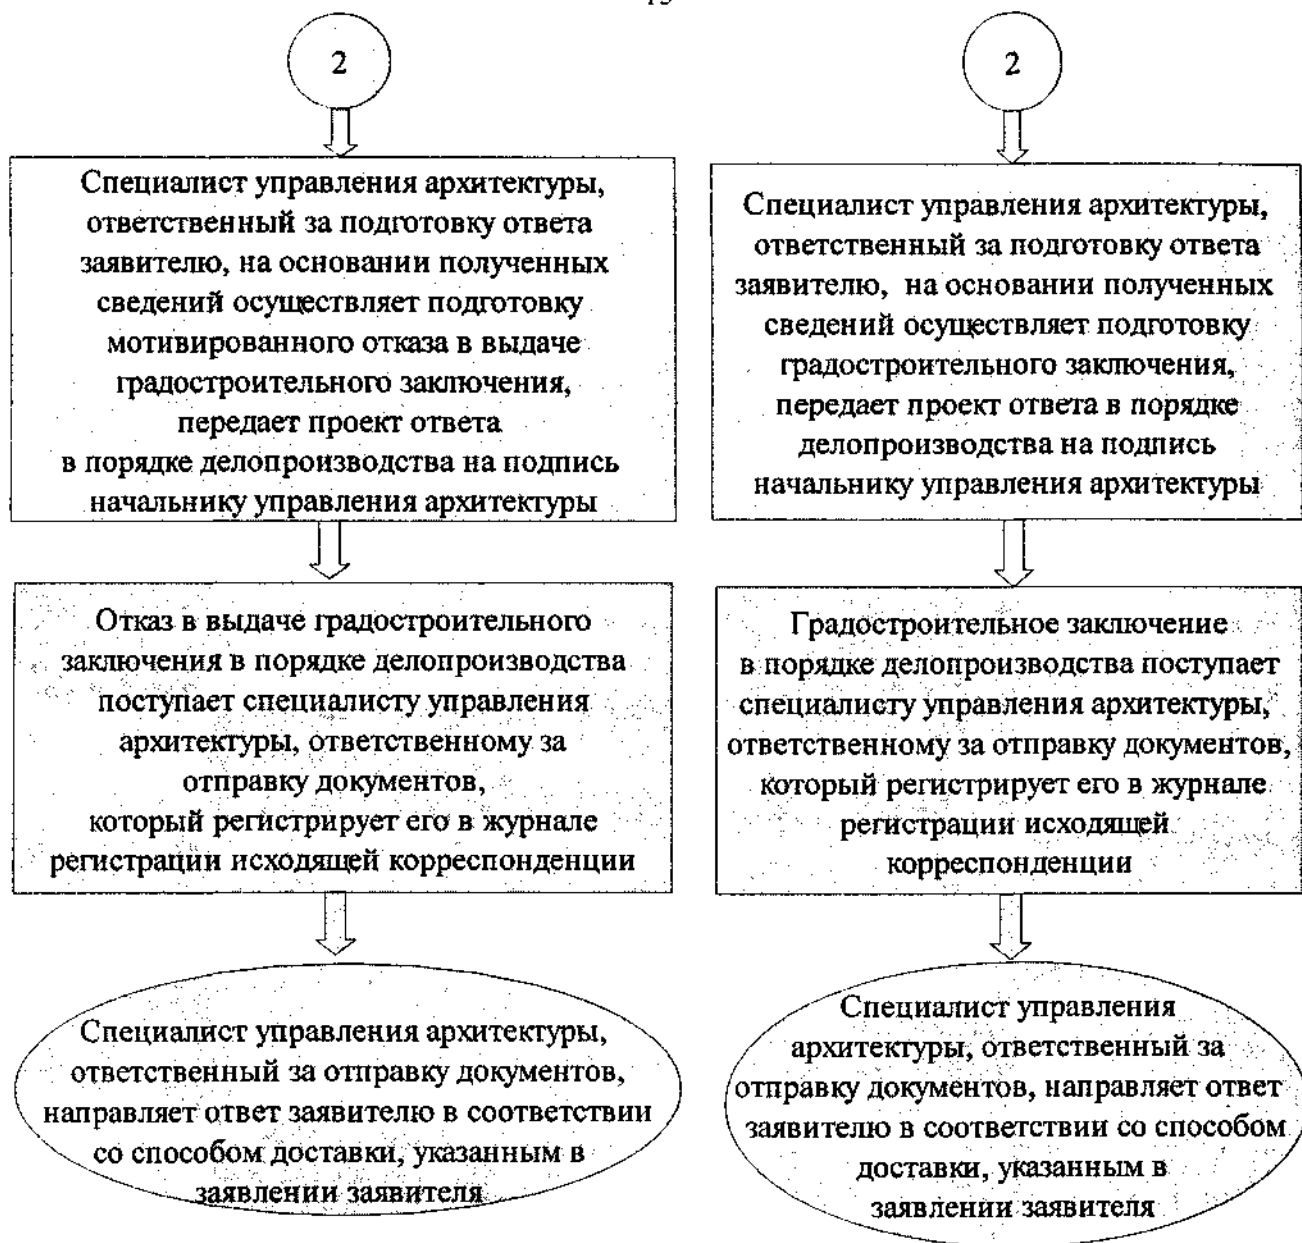 2
Специалист управления архитектуры,
ответственный за подготовку ответа
заявителю, на основании полученных
сведений осуществляет подготовку
мотивированного отказа в выдаче
градостроительного заключения,
передает проект ответа
в порядке делопроизводства на подпись
начальнику управления архитектуры
Отказ в выдаче градостроительного
заключения в порядке делопроизводства
поступает специалисту управления
архитектуры, ответственному за
отправку документов,
который регистрирует его в журнале
регистрации исходящей корреспонденции
Специалист управления архитектуры,
ответственный за отправку документов,
направляет ответ заявителю в соответствии
со способом доставки, указанным в
заявлении заявителя
2
Специалист управления архитектуры,
ответственный за подготовку ответа
заявителю, на основании полученных
сведений осуществляет подготовку
градостроительного заключения,
передает проект ответа в порядке
делопроизводства на подпись
начальнику управления архитектуры
Градостроительное заключение
в порядке делопроизводства поступает
специалисту управления архитектуры,
ответственному за отправку документов,
который регистрирует его в журнале
регистрации исходящей
корреспонденции
Специалист управления
архитектуры, ответственный за
отправку документов, направляет ответ
заявителю в соответствии со способом
доставки, указанным в
заявлении заявителя